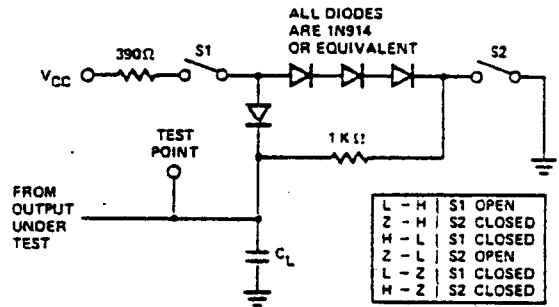 ALL DIODES
ARE 1N914
OR EQUIVALENT
390Ω
S1
S2
VCC
TEST
POINT
1 KΩ
FROM
OUTPUT
UNDER
TEST
CL
L – H | S1 OPEN
Z – H | S2 CLOSED
H – L | S1 CLOSED
Z – L | S2 OPEN
L – Z | S1 CLOSED
H – Z | S2 CLOSED